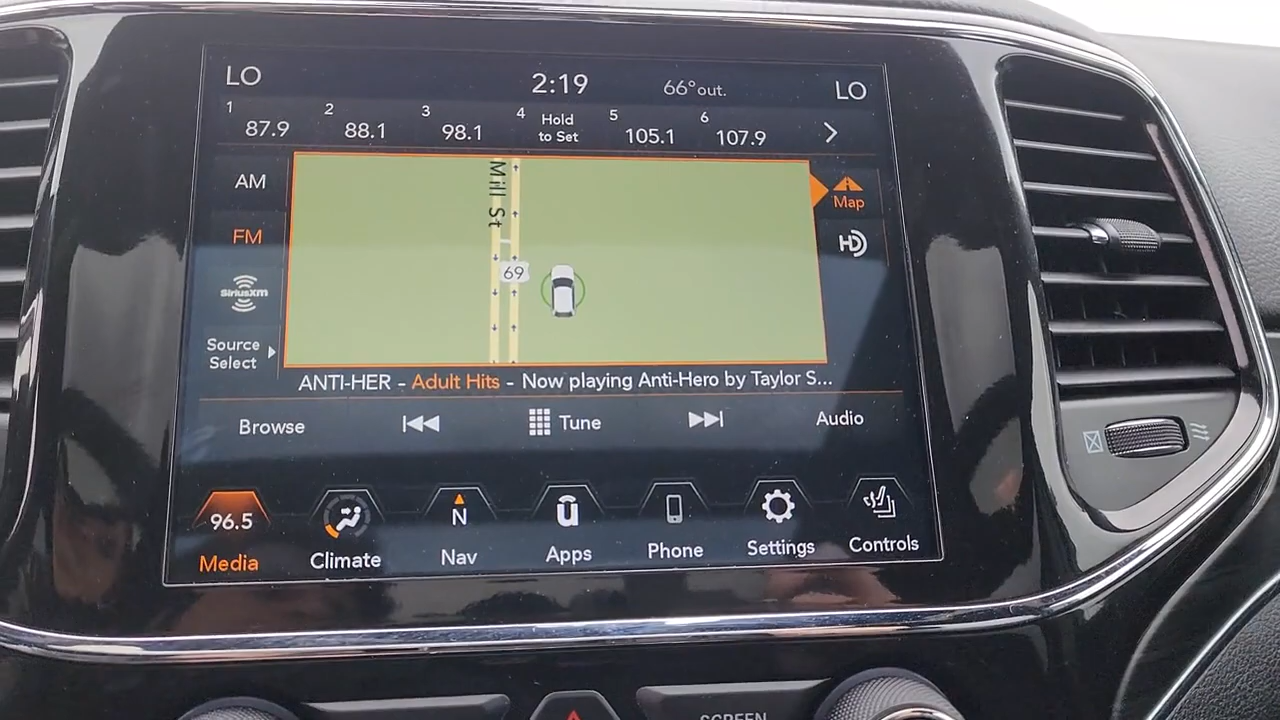 LO 2:19 66°out. LO
1 87.9 2 88.1 3 98.1 4 Hold to Set 5 105.1 6 107.9
AM
Mill St
Map
FM
HD
69
SiriusXM
Source
Select
ANTI-HER - Adult Hits - Now playing Anti-Hero by Taylor S...
Browse Tune Audio
96.5 N u
Media Climate Nav Apps Phone Settings Controls
SCREEN